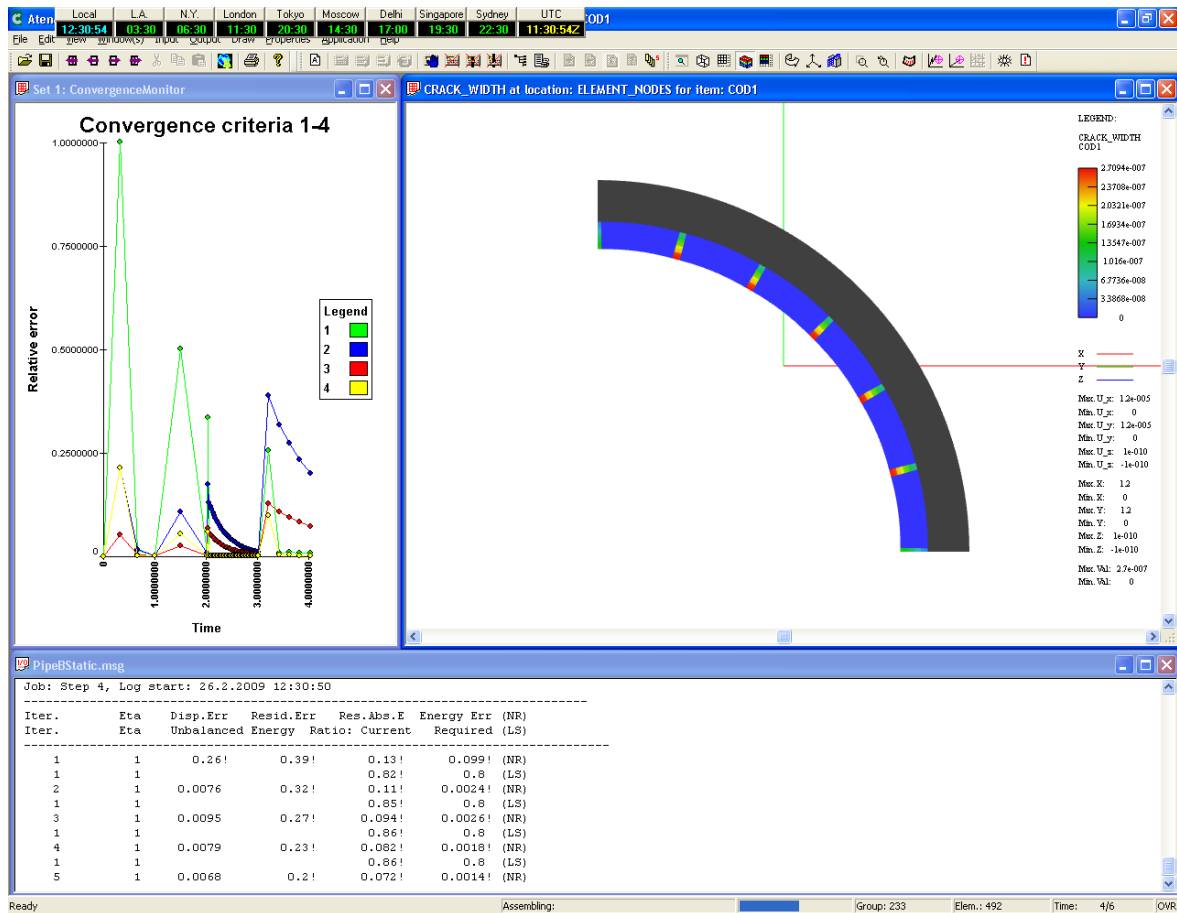 Local L.A. N.Y. London Tokyo Moscow Delhi Singapore Sydney UTC
Aten 12:30:54 03:30 06:30 11:30 20:30 14:30 17:00 19:30 22:30 11:30:54Z COD1
File Edit View Window(s) Input Output Draw Properties Application Help
Set 1: ConvergenceMonitor
Convergence criteria 1-4
1.0000000
0.7500000
0.5000000
0.2500000
0
Relative error
Legend
1
2
3
4
0 1.0000000 2.0000000 3.0000000 4.0000000
Time
CRACK_WIDTH at location: ELEMENT_NODES for item: COD1
LEGEND:
CRACK_WIDTH
COD1
2.7094e-007
2.3708e-007
2.0321e-007
1.6934e-007
1.3547e-007
1.016e-007
6.7736e-008
3.3868e-008
0
X
Y
Z
Max. U_x: 1.2e-005
Min. U_x: 0
Max. U_y: 1.2e-005
Min. U_y: 0
Max. U_z: 1e-010
Min. U_z: -1e-010
Max. X: 1.2
Min. X: 0
Max. Y: 1.2
Min. Y: 0
Max. Z: 1e-010
Min. Z: -1e-010
Max. Val: 2.7e-007
Min. Val: 0
PipeBStatic.msg
Job: Step 4, Log start: 26.2.2009 12:30:50
Iter. Eta Disp.Err Resid.Err Res.Abs.E Energy Err (NR)
Iter. Eta Unbalanced Energy Ratio: Current Required (LS)
1 1 0.26! 0.39! 0.13! 0.099! (NR)
1 1 0.82! 0.8 (LS)
2 1 0.0076 0.32! 0.11! 0.0024! (NR)
1 1 0.85! 0.8 (LS)
3 1 0.0095 0.27! 0.094! 0.0026! (NR)
1 1 0.86! 0.8 (LS)
4 1 0.0079 0.23! 0.082! 0.0018! (NR)
1 1 0.86! 0.8 (LS)
5 1 0.0068 0.2! 0.072! 0.0014! (NR)
Ready Assembling: Group: 233 Elem.: 492 Time: 4/6 OVR